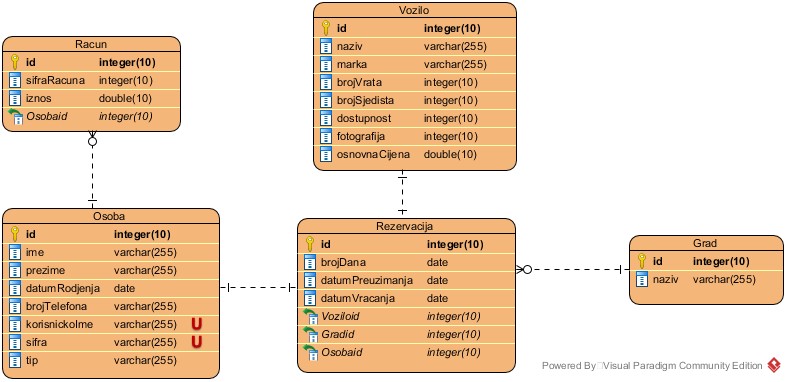 Vozilo
id integer(10)
naziv varchar(255)
marka varchar(255)
brojVrata integer(10)
brojSjedista integer(10)
dostupnost integer(10)
fotografija integer(10)
osnovnaCijena double(10)
Racun
id integer(10)
sifraRacuna integer(10)
iznos double(10)
Osobaid integer(10)
Osoba
id integer(10)
ime varchar(255)
prezime varchar(255)
datumRodjenja date
brojTelefona varchar(255)
korisnickoIme varchar(255) U
sifra varchar(255) U
tip varchar(255)
Rezervacija
id integer(10)
brojDana date
datumPreuzimanja date
datumVracanja date
Voziloid integer(10)
Gradid integer(10)
Osobaid integer(10)
Grad
id integer(10)
naziv varchar(255)
Powered By Visual Paradigm Community Edition